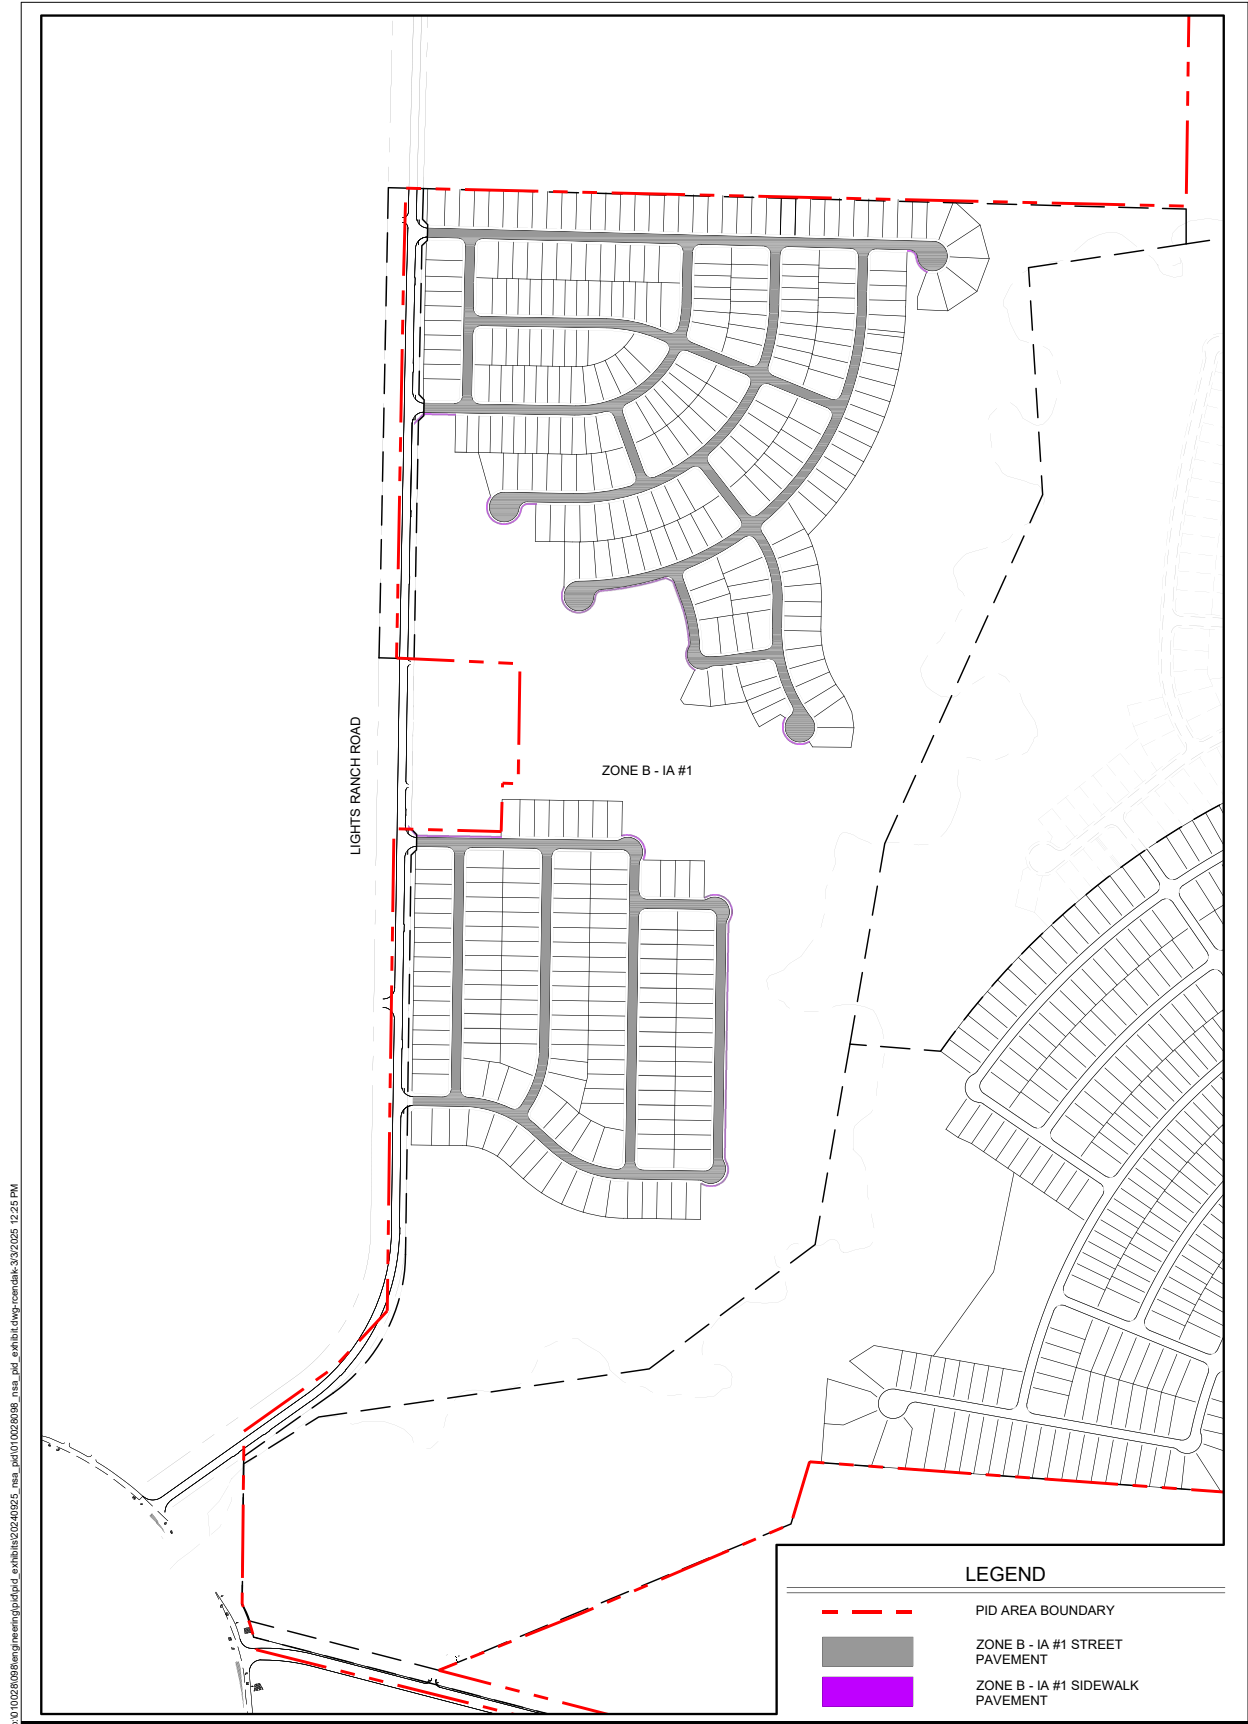 LIGHTS RANCH ROAD
ZONE B - IA #1
LEGEND
PID AREA BOUNDARY
ZONE B - IA #1 STREET
PAVEMENT
ZONE B - IA #1 SIDEWALK
PAVEMENT